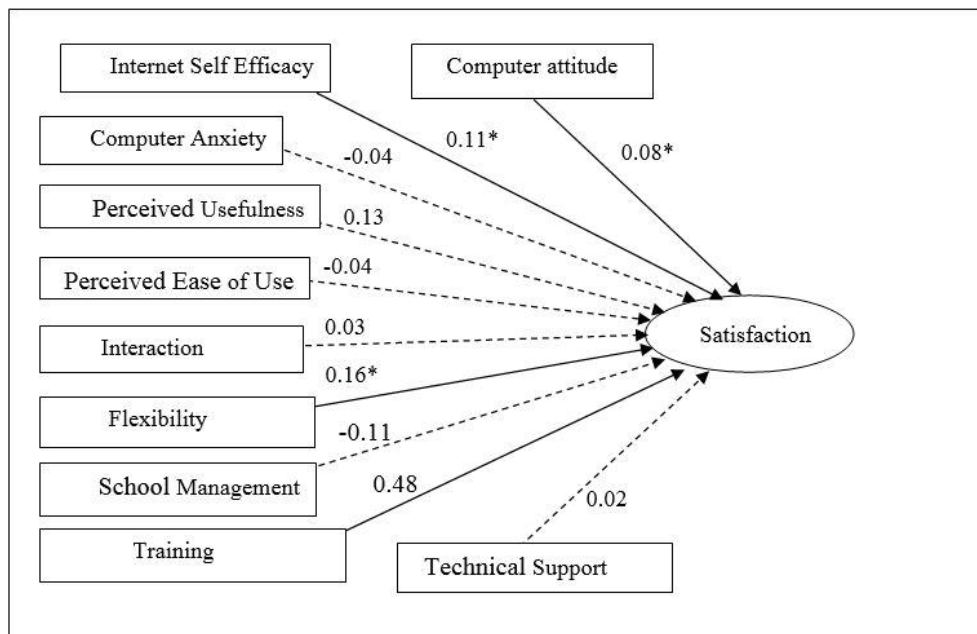 Internet Self Efficacy
Computer attitude
0.11*
0.08*
Computer Anxiety
-0.04
Perceived Usefulness
0.13
Perceived Ease of Use
-0.04
Interaction
0.03
Satisfaction
Flexibility
0.16*
School Management
-0.11
Training
0.48
Technical Support
0.02